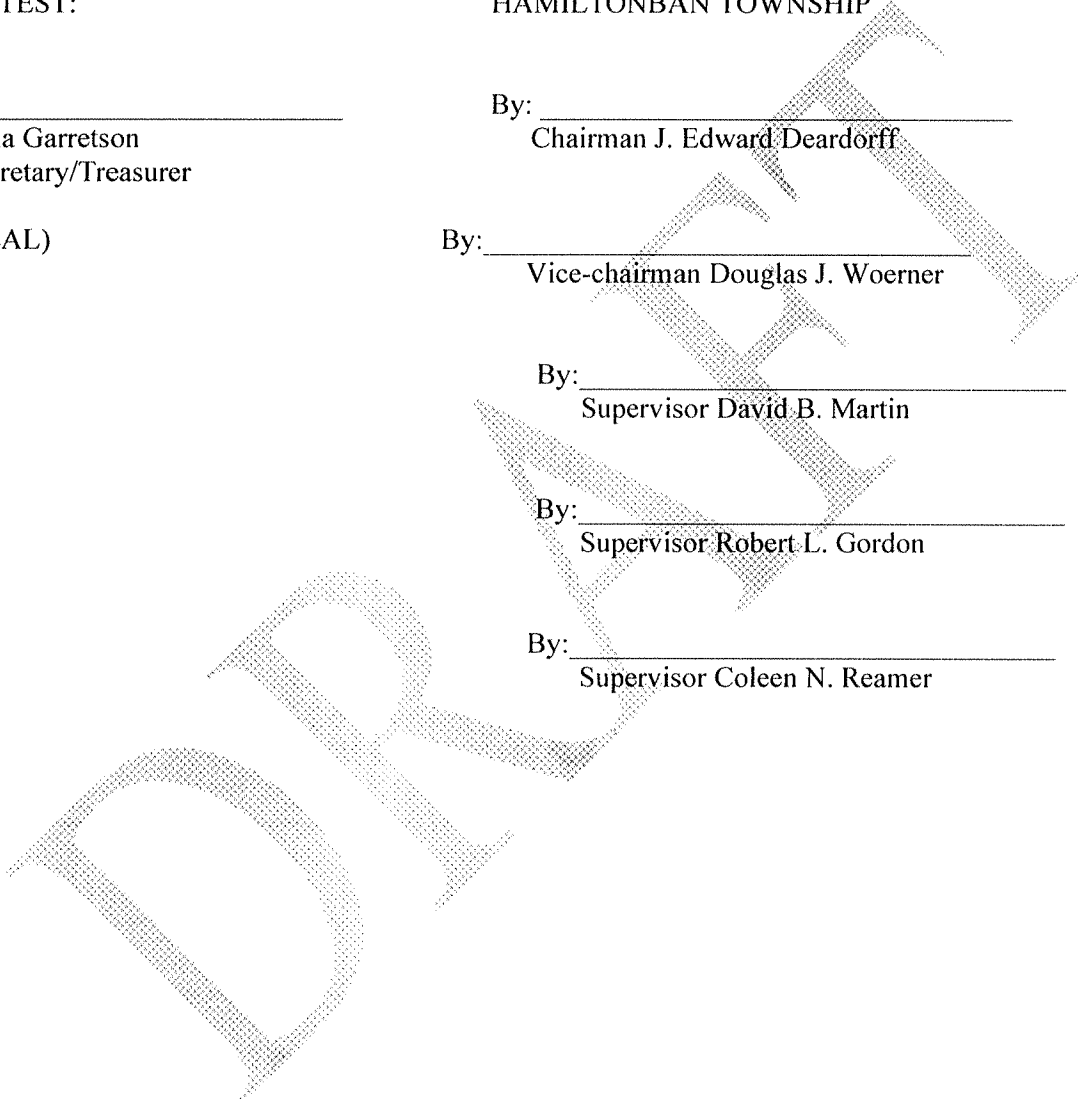 TEST: HAMILTONBAN TOWNSHIP
By:
a Garretson Chairman J. Edward Deardorff
retary/Treasurer
AL) By:
Vice-chairman Douglas J. Woerner
By:
Supervisor David B. Martin
By:
Supervisor Robert L. Gordon
By:
Supervisor Coleen N. Reamer
DRAFT